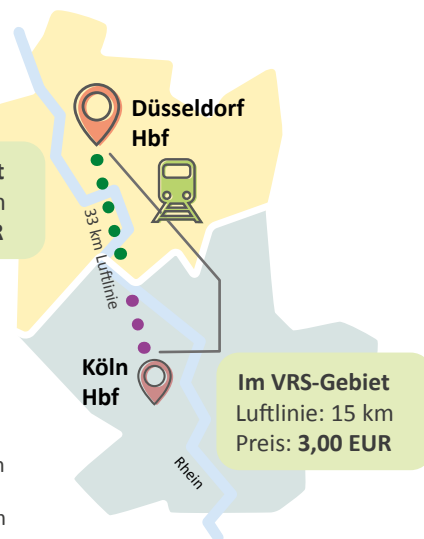 Düsseldorf
Hbf
33 km Luftlinie
Köln
Hbf
Im VRS-Gebiet
Luftlinie: 15 km
Preis: 3,00 EUR
Rhein